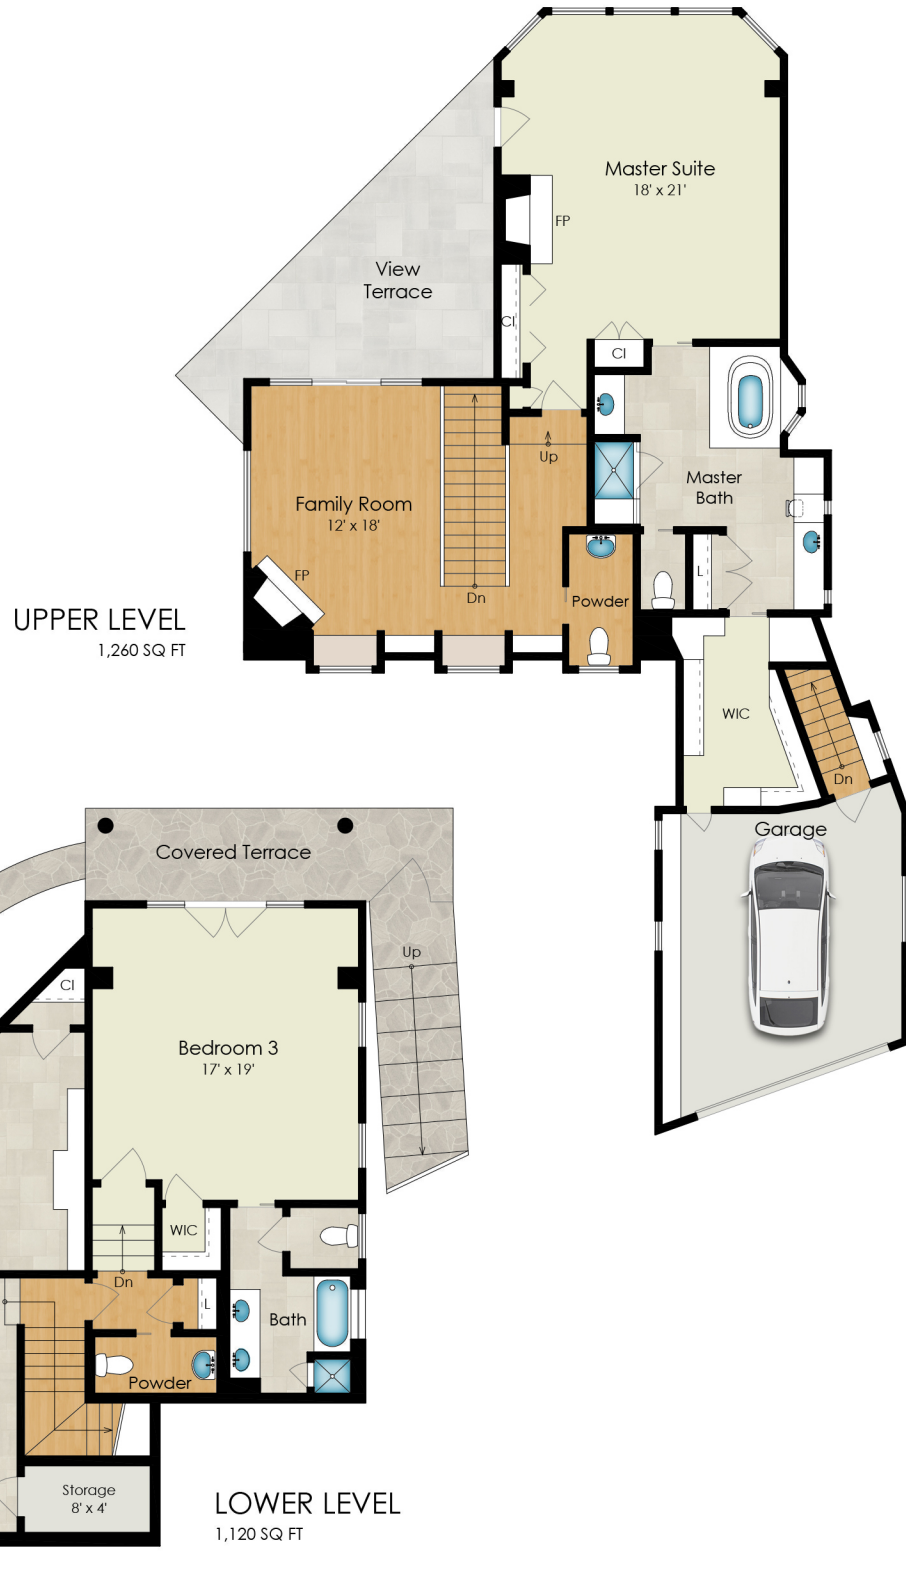 Master Suite
18' x 21'
FP
View
Terrace
Cl
Cl
Up
Master
Bath
Family Room
12' x 18'
FP
Dn
L
Powder
UPPER LEVEL
1,260 SQ FT
WIC
Dn
Garage
Covered Terrace
Up
Cl
Bedroom 3
17' x 19'
WIC
Dn
L
Bath
Powder
Storage
8' x 4'
LOWER LEVEL
1,120 SQ FT